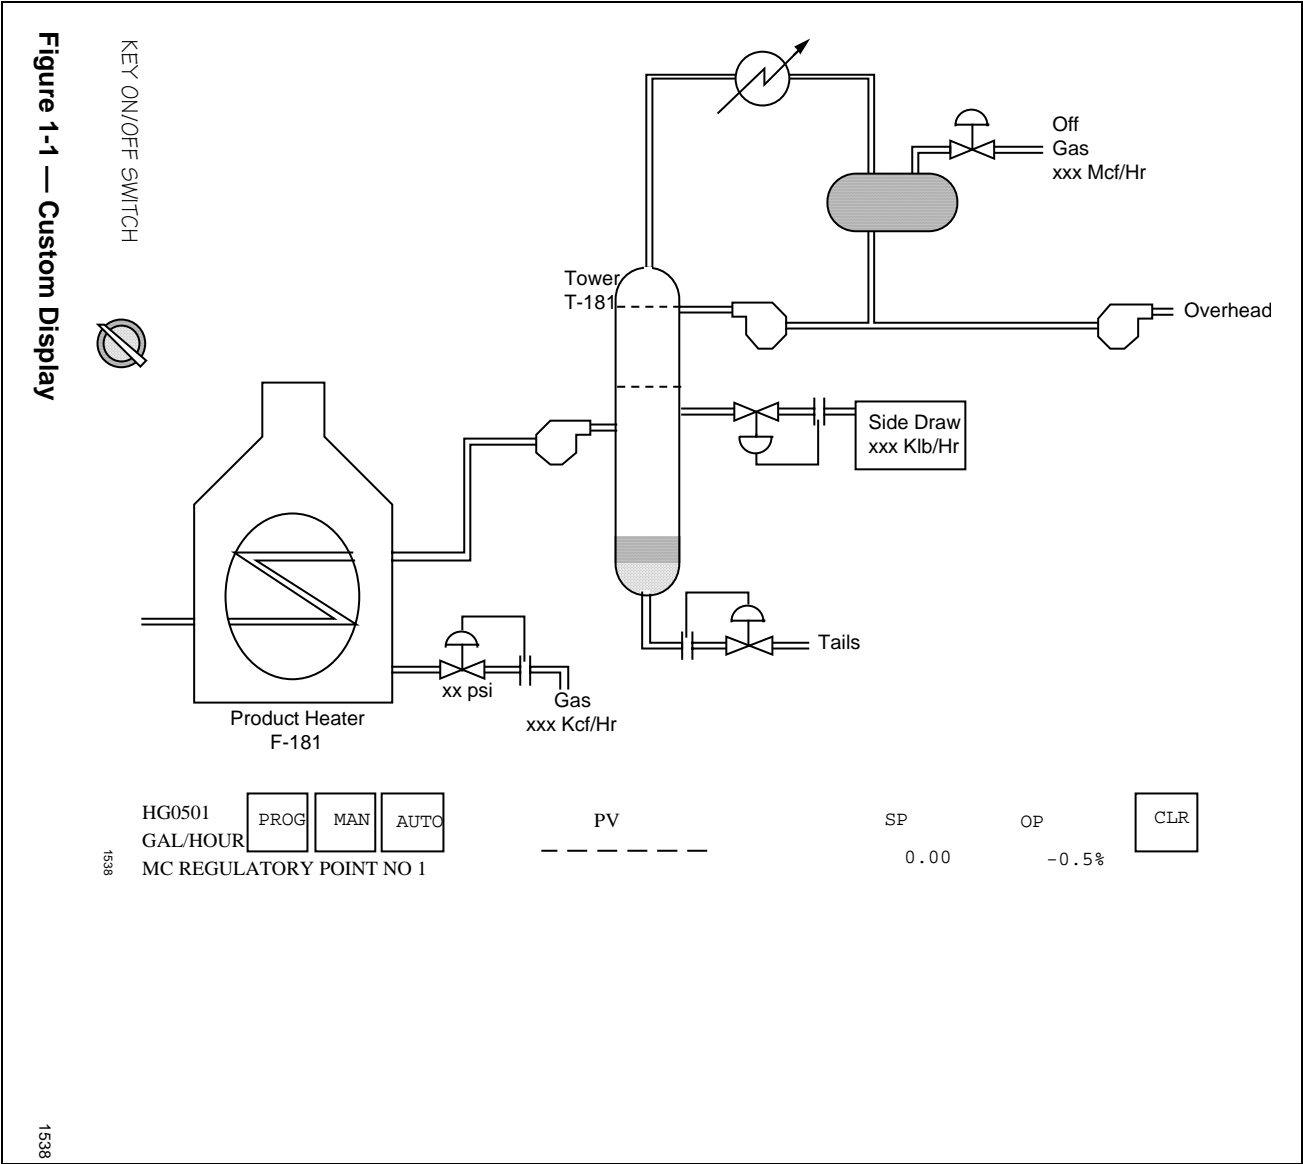 Figure 1-1 — Custom Display
KEY ON/OFF SWITCH
Off
Gas
xxx Mcf/Hr
Tower
T-181
Overhead
Side Draw
xxx Klb/Hr
Tails
xx psi
Gas
xxx Kcf/Hr
Product Heater
F-181
HG0501
GAL/HOUR
MC REGULATORY POINT NO 1
PROG
MAN
AUTO
PV
_ _ _ _ _ _ _
SP
0.00
OP
-0.5%
CLR
1538
1538